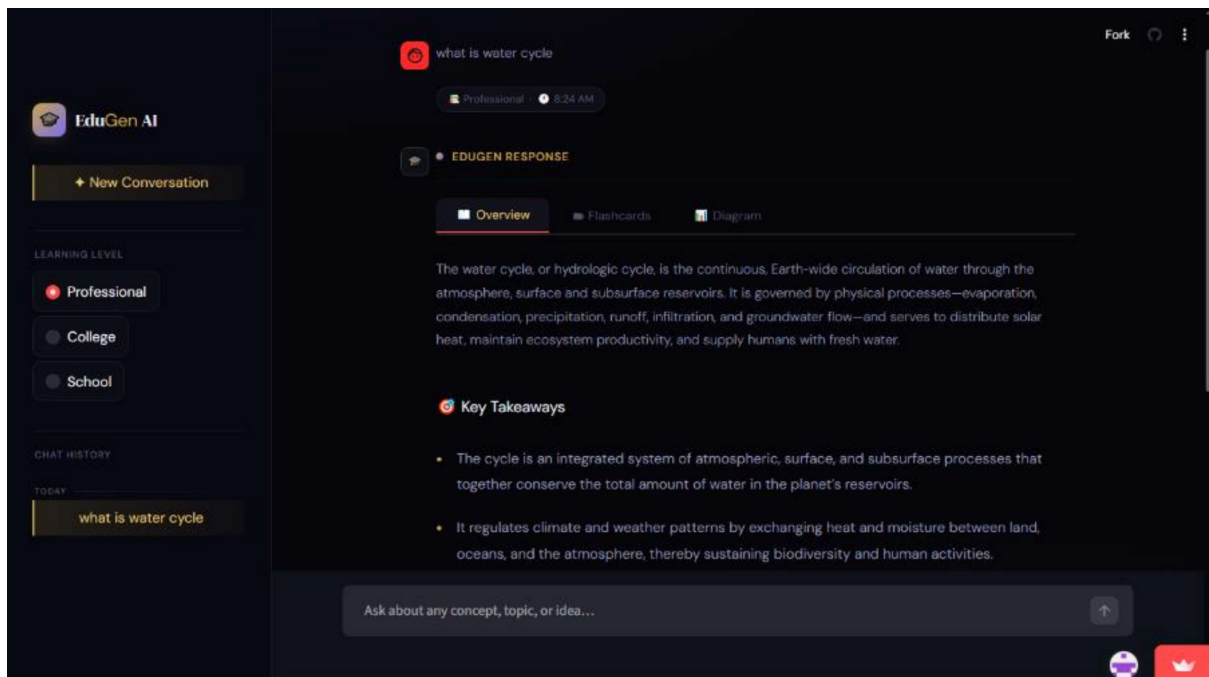 Fork
EduGen AI
✦ New Conversation
LEARNING LEVEL
Professional
College
School
CHAT HISTORY
TODAY
what is water cycle
what is water cycle
Professional · 8:24 AM
EDUGEN RESPONSE
Overview Flashcards Diagram
The water cycle, or hydrologic cycle, is the continuous, Earth-wide circulation of water through the
atmosphere, surface and subsurface reservoirs. It is governed by physical processes—evaporation,
condensation, precipitation, runoff, infiltration, and groundwater flow—and serves to distribute solar
heat, maintain ecosystem productivity, and supply humans with fresh water.
Key Takeaways
• The cycle is an integrated system of atmospheric, surface, and subsurface processes that
together conserve the total amount of water in the planet's reservoirs.
• It regulates climate and weather patterns by exchanging heat and moisture between land,
oceans, and the atmosphere, thereby sustaining biodiversity and human activities.
Ask about any concept, topic, or idea...